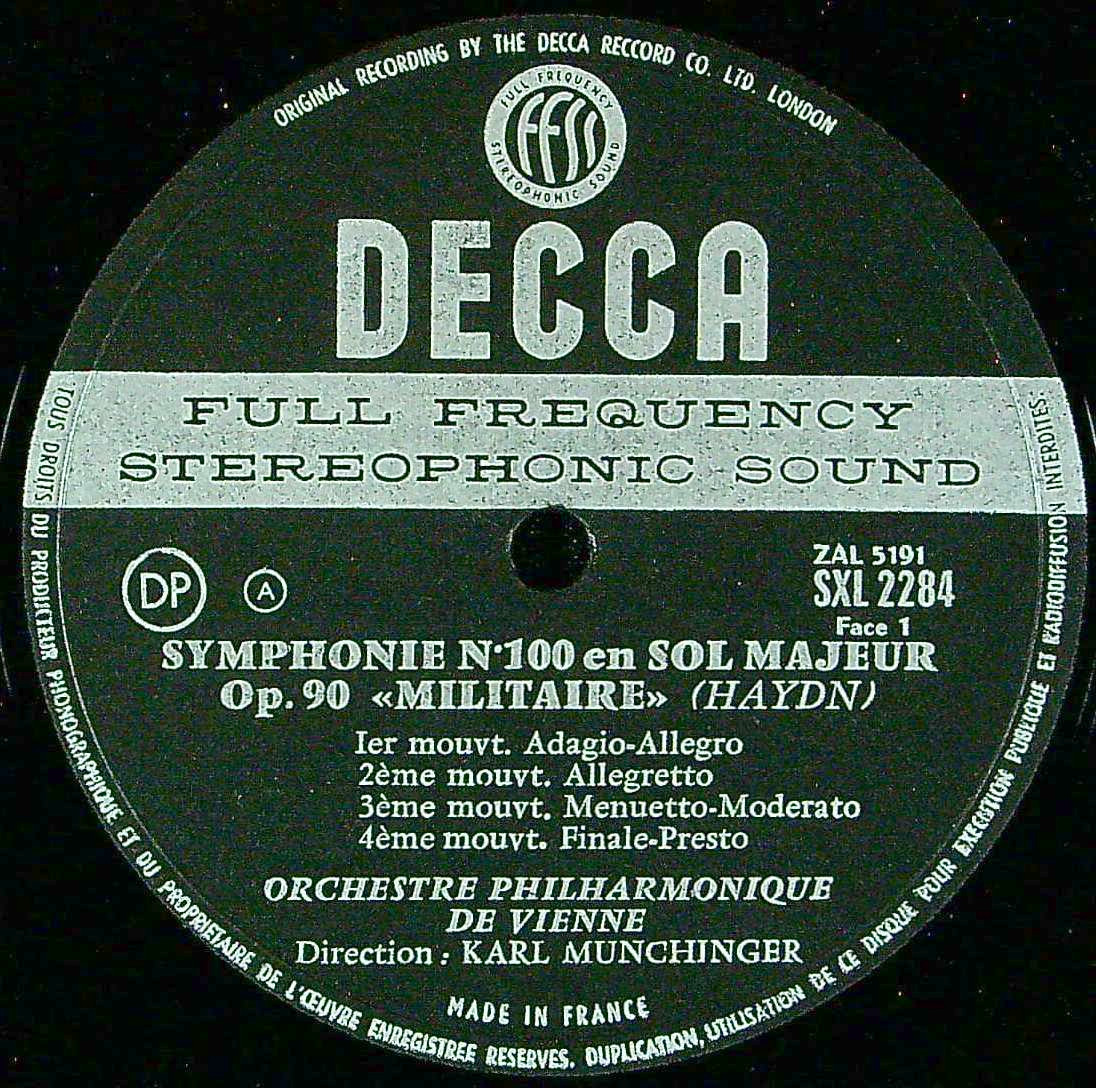 ORIGINAL RECORDING BY THE DECCA RECCORD CO. LTD. LONDON
FULL FREQUENCY
FFSS
STEREOPHONIC SOUND
DECCA
FULL FREQUENCY
STEREOPHONIC SOUND
DP
A
ZAL 5191
SXL 2284
Face 1
SYMPHONIE N·100 en SOL MAJEUR
Op. 90 «MILITAIRE» (HAYDN)
Ier mouvt. Adagio-Allegro
2ème mouvt. Allegretto
3ème mouvt. Menuetto-Moderato
4ème mouvt. Finale-Presto
ORCHESTRE PHILHARMONIQUE
DE VIENNE
Direction : KARL MUNCHINGER
MADE IN FRANCE
TOUS DROITS DU PRODUCTEUR PHONOGRAPHIQUE ET DU PROPRIETAIRE DE L'ŒUVRE ENREGISTREE RESERVES. DUPLICATION, UTILISATION DE CE DISQUE POUR EXECUTION PUBLIQUE ET RADIODIFFUSION INTERDITES.